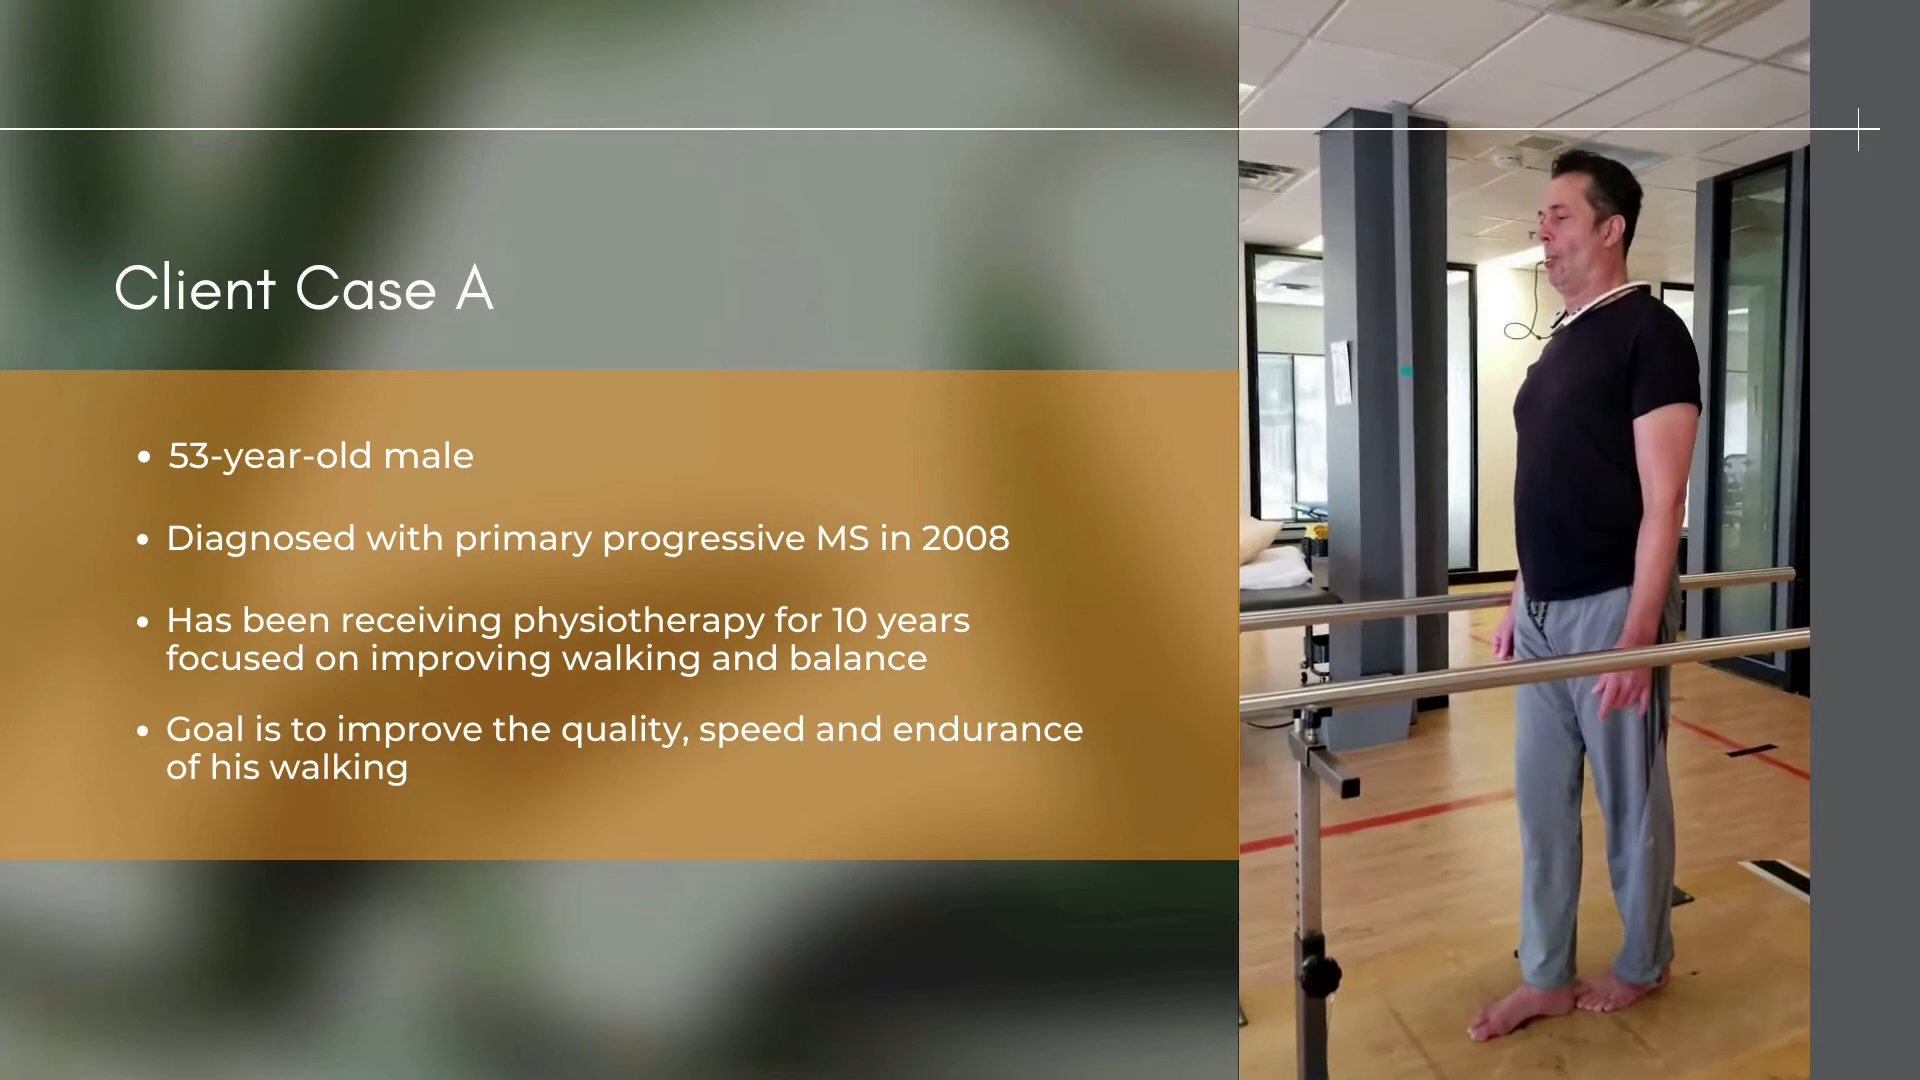 Client Case A
• 53-year-old male
• Diagnosed with primary progressive MS in 2008
• Has been receiving physiotherapy for 10 years
focused on improving walking and balance
• Goal is to improve the quality, speed and endurance
of his walking